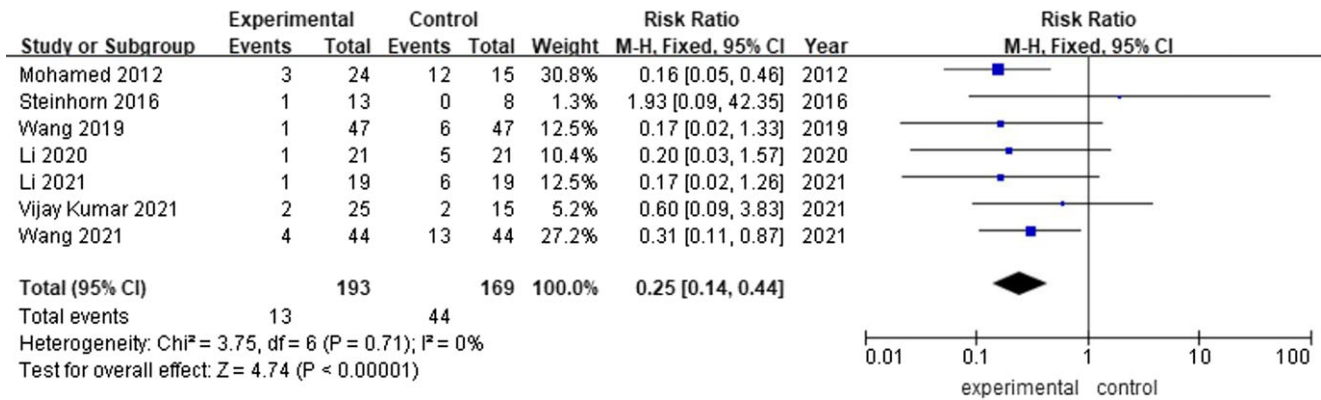 Experimental Control Risk Ratio Risk Ratio
Study or Subgroup Events Total Events Total Weight M-H, Fixed, 95% CI Year M-H, Fixed, 95% CI
Mohamed 2012 3 24 12 15 30.8% 0.16 [0.05, 0.46] 2012
Steinhorn 2016 1 13 0 8 1.3% 1.93 [0.09, 42.35] 2016
Wang 2019 1 47 6 47 12.5% 0.17 [0.02, 1.33] 2019
Li 2020 1 21 5 21 10.4% 0.20 [0.03, 1.57] 2020
Li 2021 1 19 6 19 12.5% 0.17 [0.02, 1.26] 2021
Vijay Kumar 2021 2 25 2 15 5.2% 0.60 [0.09, 3.83] 2021
Wang 2021 4 44 13 44 27.2% 0.31 [0.11, 0.87] 2021
Total (95% CI) 193 169 100.0% 0.25 [0.14, 0.44]
Total events 13 44
Heterogeneity: Chi² = 3.75, df = 6 (P = 0.71); I² = 0%
Test for overall effect: Z = 4.74 (P < 0.00001)
0.01 0.1 1 10 100
experimental control